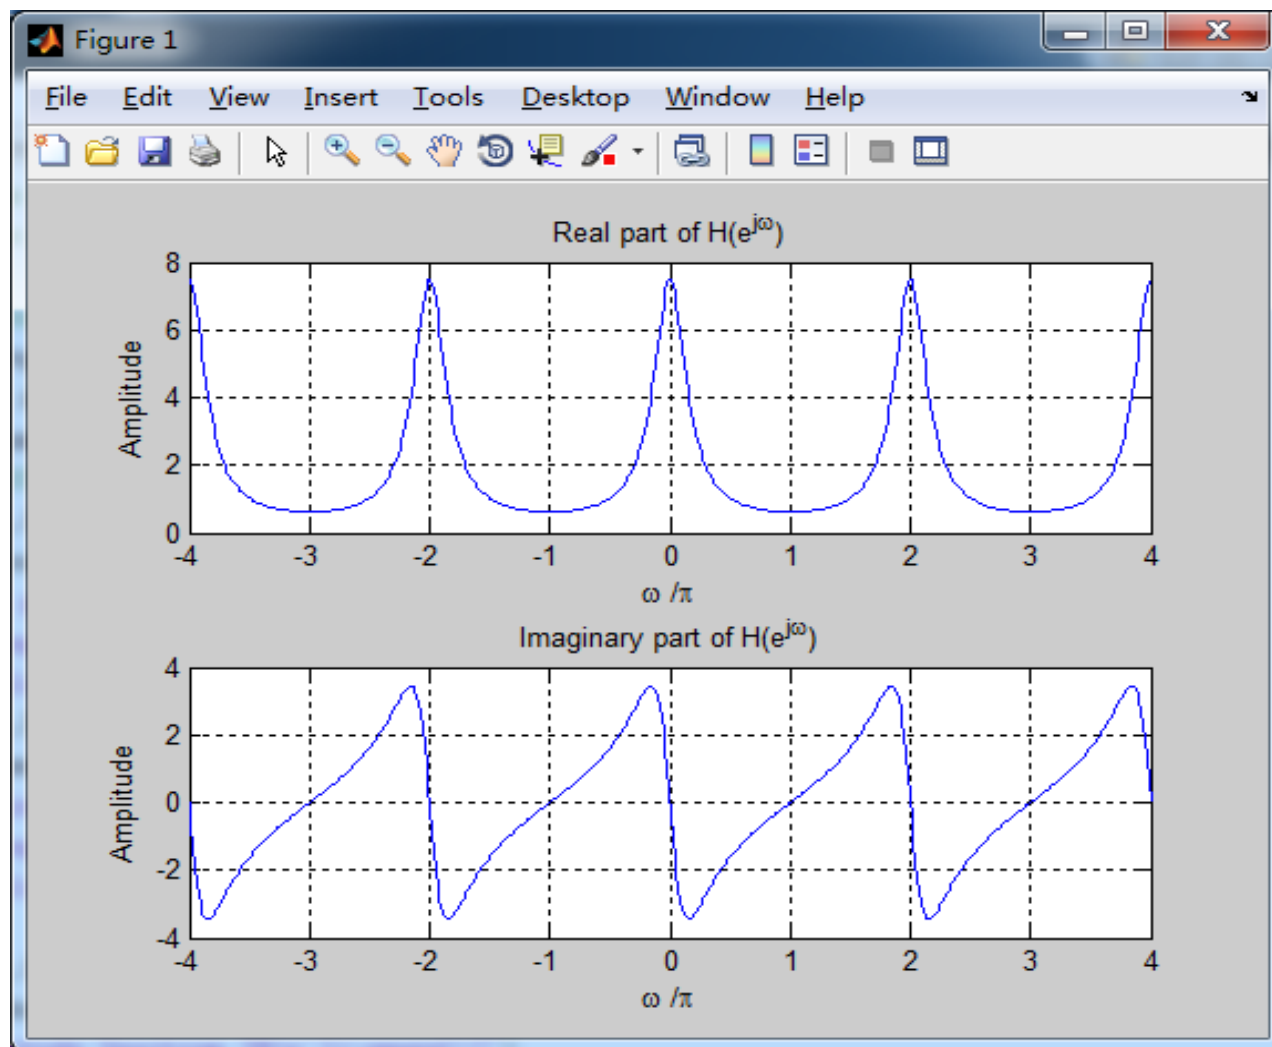 Figure 1
File Edit View Insert Tools Desktop Window Help
Real part of H(e^jω)
8
6
4
2
0
Amplitude
-4 -3 -2 -1 0 1 2 3 4
ω /π
Imaginary part of H(e^jω)
4
2
0
-2
-4
Amplitude
-4 -3 -2 -1 0 1 2 3 4
ω /π